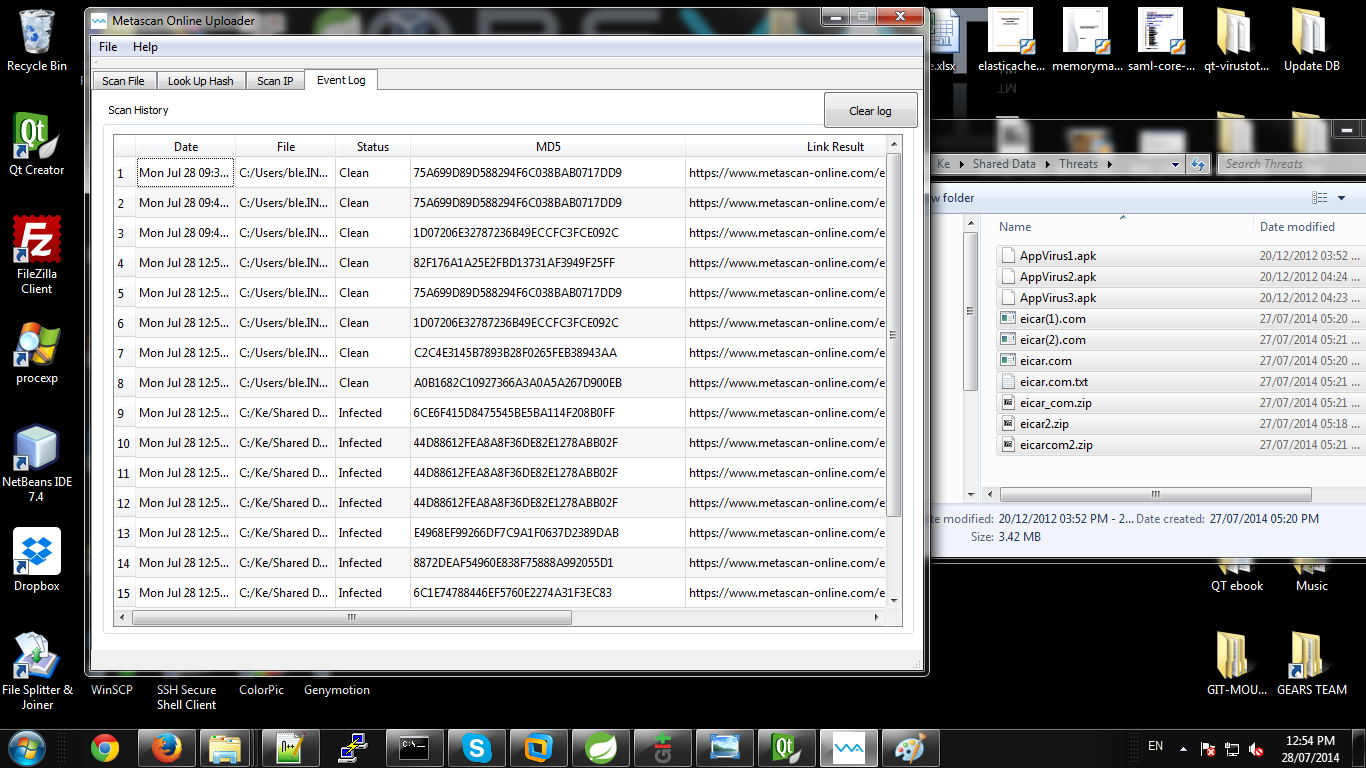 Metascan Online Uploader
File Help
Scan File Look Up Hash Scan IP Event Log
Scan History
Clear log
Date File Status MD5 Link Result
1 Mon Jul 28 09:3... C:/Users/ble.IN... Clean 75A699D89D588294F6C038BAB0717DD9 https://www.metascan-online.com/e
2 Mon Jul 28 09:4... C:/Users/ble.IN... Clean 75A699D89D588294F6C038BAB0717DD9 https://www.metascan-online.com/e
3 Mon Jul 28 09:4... C:/Users/ble.IN... Clean 1D07206E32787236B49ECCFC3FCE092C https://www.metascan-online.com/e
4 Mon Jul 28 12:5... C:/Users/ble.IN... Clean 82F176A1A25E2FBD13731AF3949F25FF https://www.metascan-online.com/e
5 Mon Jul 28 12:5... C:/Users/ble.IN... Clean 75A699D89D588294F6C038BAB0717DD9 https://www.metascan-online.com/e
6 Mon Jul 28 12:5... C:/Users/ble.IN... Clean 1D07206E32787236B49ECCFC3FCE092C https://www.metascan-online.com/e
7 Mon Jul 28 12:5... C:/Users/ble.IN... Clean C2C4E3145B7893B28F0265FEB38943AA https://www.metascan-online.com/e
8 Mon Jul 28 12:5... C:/Users/ble.IN... Clean A0B1682C10927366A3A0A5A267D900EB https://www.metascan-online.com/e
9 Mon Jul 28 12:5... C:/Ke/Shared D... Infected 6CE6F415D8475545BE5BA114F208B0FF https://www.metascan-online.com/e
10 Mon Jul 28 12:5... C:/Ke/Shared D... Infected 44D88612FEA8A8F36DE82E1278ABB02F https://www.metascan-online.com/e
11 Mon Jul 28 12:5... C:/Ke/Shared D... Infected 44D88612FEA8A8F36DE82E1278ABB02F https://www.metascan-online.com/e
12 Mon Jul 28 12:5... C:/Ke/Shared D... Infected 44D88612FEA8A8F36DE82E1278ABB02F https://www.metascan-online.com/e
13 Mon Jul 28 12:5... C:/Ke/Shared D... Infected E4968EF99266DF7C9A1F0637D2389DAB https://www.metascan-online.com/e
14 Mon Jul 28 12:5... C:/Ke/Shared D... Infected 8872DEAF54960E838F75888A992055D1 https://www.metascan-online.com/e
15 Mon Jul 28 12:5... C:/Ke/Shared D... Infected 6C1E74788446EF5760E2274A31F3EC83 https://www.metascan-online.com/e
Recycle Bin
Qt Creator
FileZilla
Client
procexp
NetBeans IDE
7.4
Dropbox
File Splitter &
Joiner
WinSCP
SSH Secure
Shell Client
ColorPic
Genymotion
e.xlsx elasticache... memoryma... saml-core-... qt-virustot... Update DB
Ke Shared Data Threats
Search Threats
w folder
Name Date modified
AppVirus1.apk 20/12/2012 03:52 ...
AppVirus2.apk 20/12/2012 04:24 ...
AppVirus3.apk 20/12/2012 04:23 ...
eicar(1).com 27/07/2014 05:20 ...
eicar(2).com 27/07/2014 05:21 ...
eicar.com 27/07/2014 05:20 ...
eicar.com.txt 27/07/2014 05:21 ...
eicar_com.zip 27/07/2014 05:21 ...
eicar2.zip 27/07/2014 05:18 ...
eicarcom2.zip 27/07/2014 05:21 ...
te modified: 20/12/2012 03:52 PM - 2... Date created: 27/07/2014 05:20 PM
Size: 3.42 MB
QT ebook
Music
GIT-MOU...
GEARS TEAM
EN
12:54 PM
28/07/2014